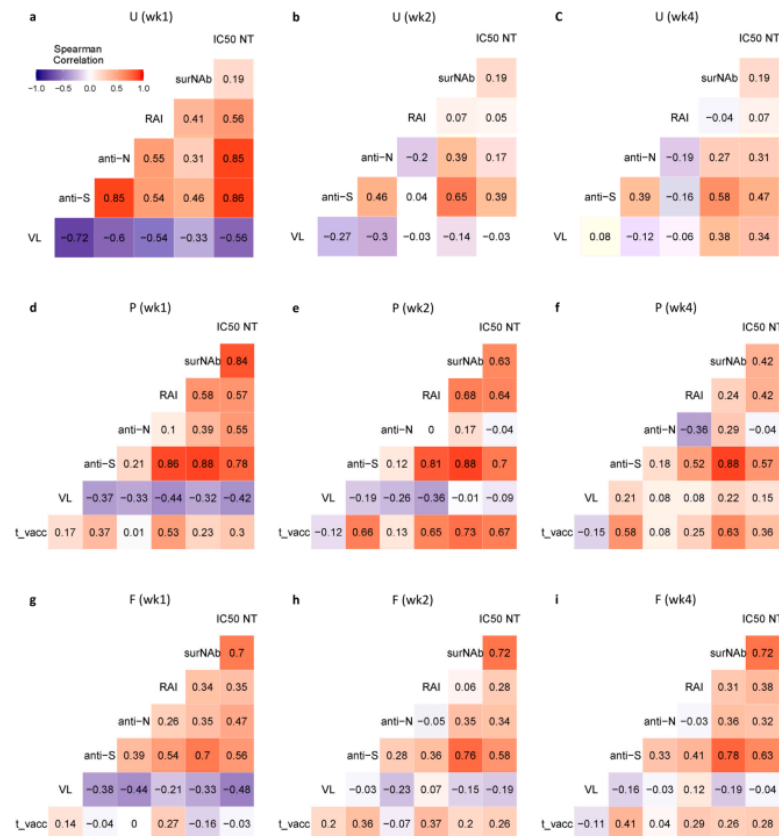 a U (wk1) b U (wk2) C U (wk4)
IC50 NT IC50 NT IC50 NT
Spearman
Correlation
−1.0 −0.5 0.0 0.5 1.0
surNAb 0.19 surNAb 0.19 surNAb 0.19
RAI 0.41 0.56 RAI 0.07 0.05 RAI −0.04 0.07
anti−N 0.55 0.31 0.85 anti−N −0.2 0.39 0.17 anti−N −0.19 0.27 0.31
anti−S 0.85 0.54 0.46 0.86 anti−S 0.46 0.04 0.65 0.39 anti−S 0.39 −0.16 0.58 0.47
VL −0.72 −0.6 −0.54 −0.33 −0.56 VL −0.27 −0.3 −0.03 −0.14 −0.03 VL 0.08 −0.12 −0.06 0.38 0.34
d P (wk1) e P (wk2) f P (wk4)
IC50 NT IC50 NT IC50 NT
surNAb 0.84 surNAb 0.63 surNAb 0.42
RAI 0.58 0.57 RAI 0.68 0.64 RAI 0.24 0.42
anti−N 0.1 0.39 0.55 anti−N 0 0.17 −0.04 anti−N −0.36 0.29 −0.04
anti−S 0.21 0.86 0.88 0.78 anti−S 0.12 0.81 0.88 0.7 anti−S 0.18 0.52 0.88 0.57
VL −0.37 −0.33 −0.44 −0.32 −0.42 VL −0.19 −0.26 −0.36 −0.01 −0.09 VL 0.21 0.08 0.08 0.22 0.15
t_vacc 0.17 0.37 0.01 0.53 0.23 0.3 t_vacc −0.12 0.66 0.13 0.65 0.73 0.67 t_vacc −0.15 0.58 0.08 0.25 0.63 0.36
g F (wk1) h F (wk2) i F (wk4)
IC50 NT IC50 NT IC50 NT
surNAb 0.7 surNAb 0.72 surNAb 0.72
RAI 0.34 0.35 RAI 0.06 0.28 RAI 0.31 0.38
anti−N 0.26 0.35 0.47 anti−N −0.05 0.35 0.34 anti−N −0.03 0.36 0.32
anti−S 0.39 0.54 0.7 0.56 anti−S 0.28 0.36 0.76 0.58 anti−S 0.33 0.41 0.78 0.63
VL −0.38 −0.44 −0.21 −0.33 −0.48 VL −0.03 −0.23 0.07 −0.15 −0.19 VL −0.16 −0.03 0.12 −0.19 −0.04
t_vacc 0.14 −0.04 0 0.27 −0.16 −0.03 t_vacc 0.2 0.36 −0.07 0.37 0.2 0.26 t_vacc −0.11 0.41 0.04 0.29 0.26 0.28